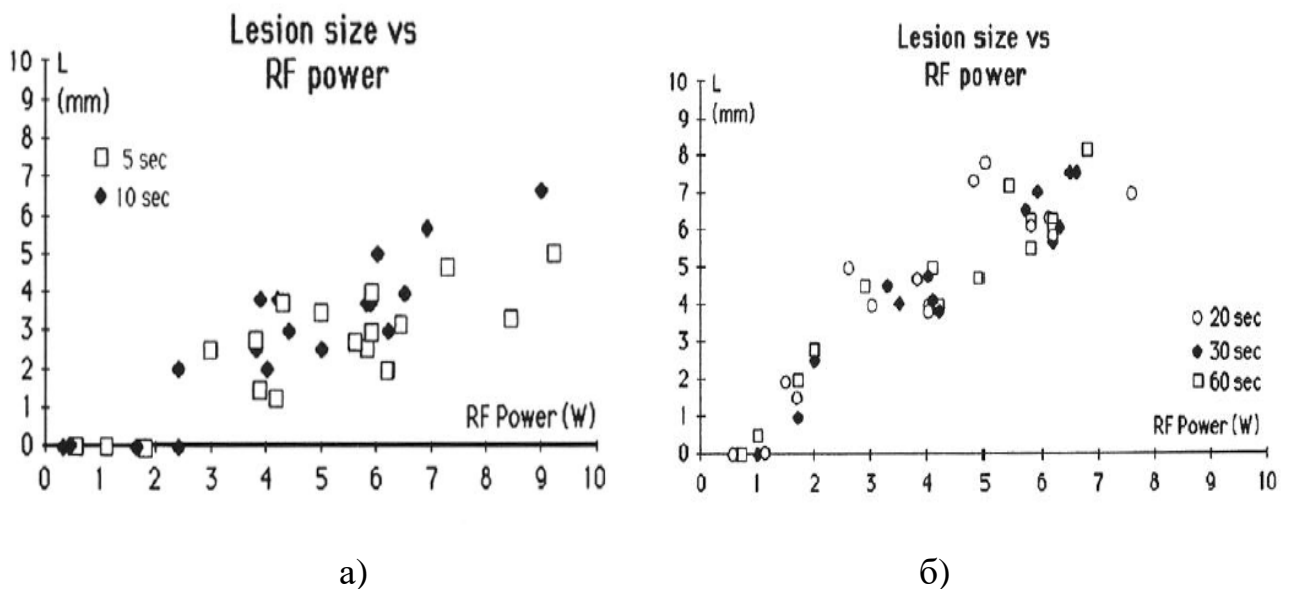 Lesion size vs
RF power
10
L
9
(mm)
8
7
6
5
4
3
2
1
0
5 sec
10 sec
RF Power (W)
0 1 2 3 4 5 6 7 8 9 10
а)
Lesion size vs
RF power
10
L
9
(mm)
8
7
6
5
4
3
2
1
0
20 sec
30 sec
60 sec
RF Power (W)
0 1 2 3 4 5 6 7 8 9 10
б)